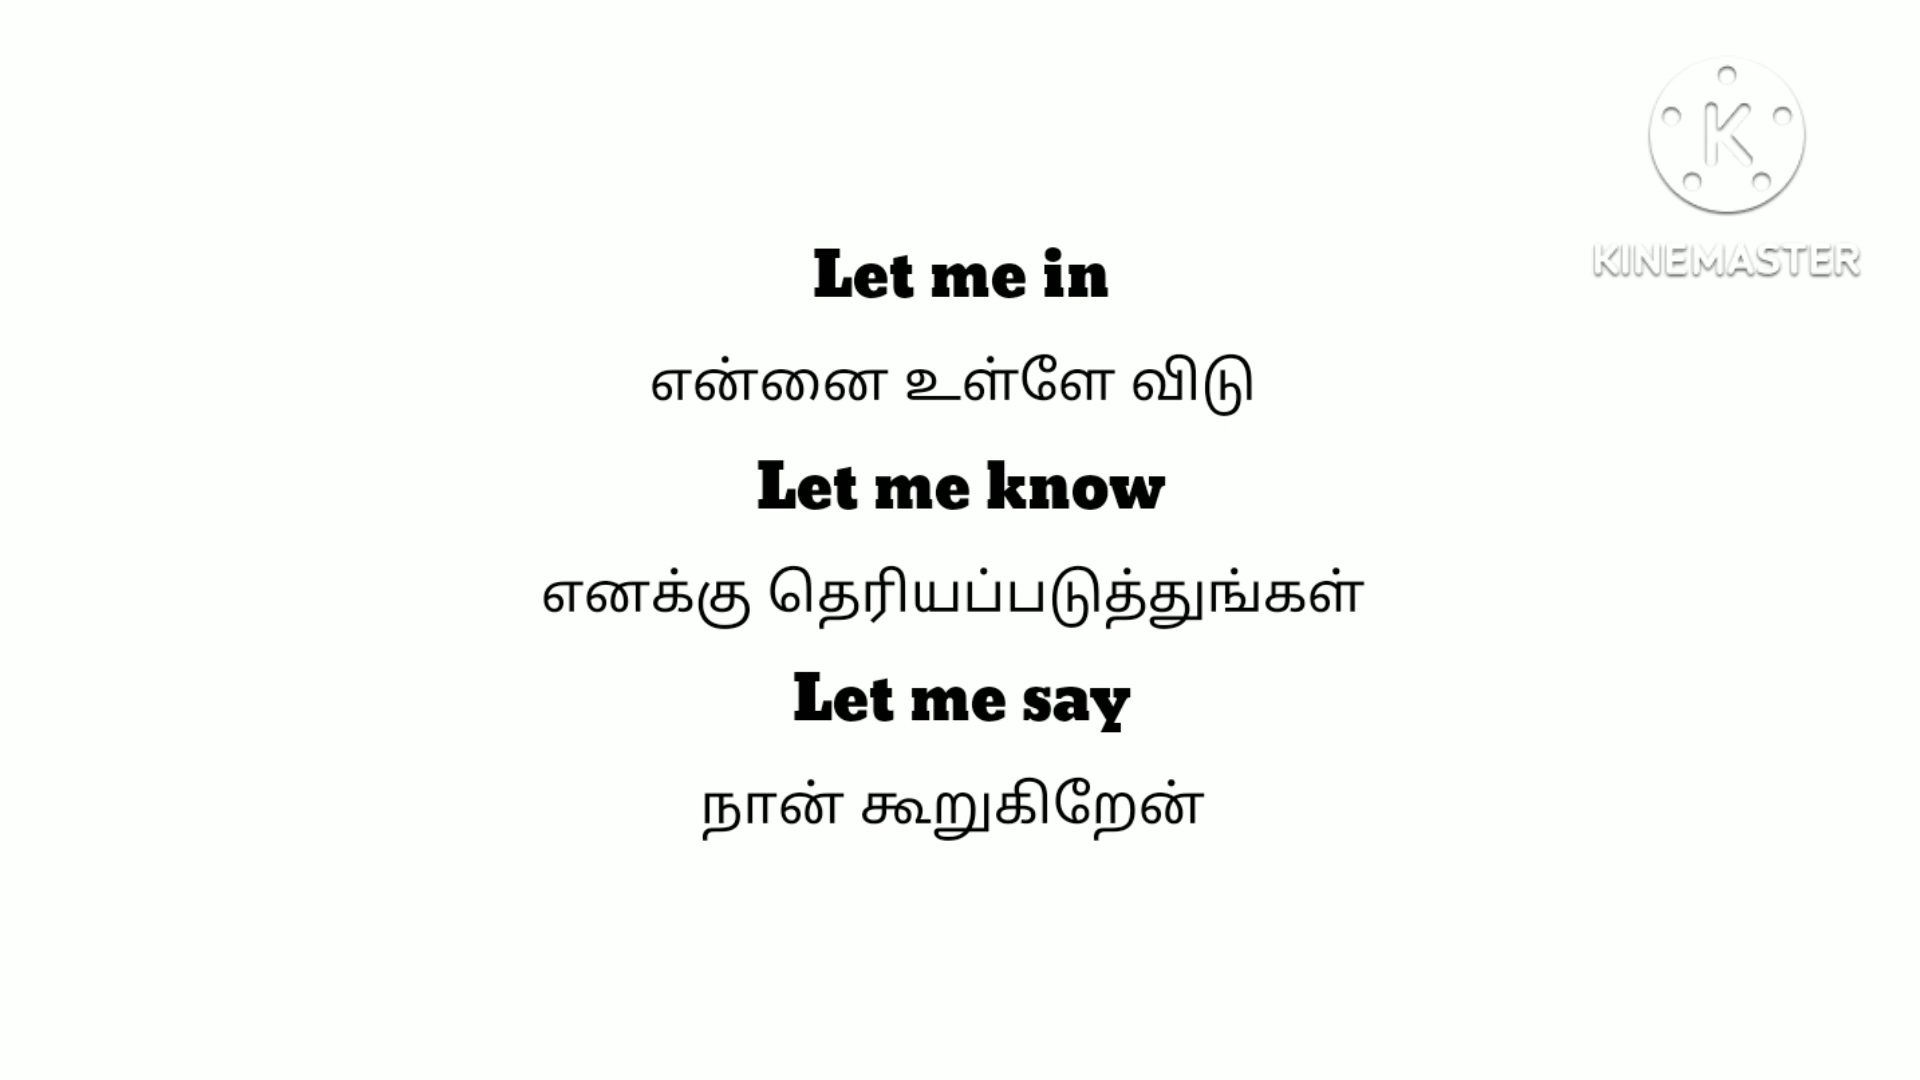 K
KINEMASTER
Let me in
என்னை உள்ளே விடு
Let me know
எனக்கு தெரியப்படுத்துங்கள்
Let me say
நான் கூறுகிறேன்